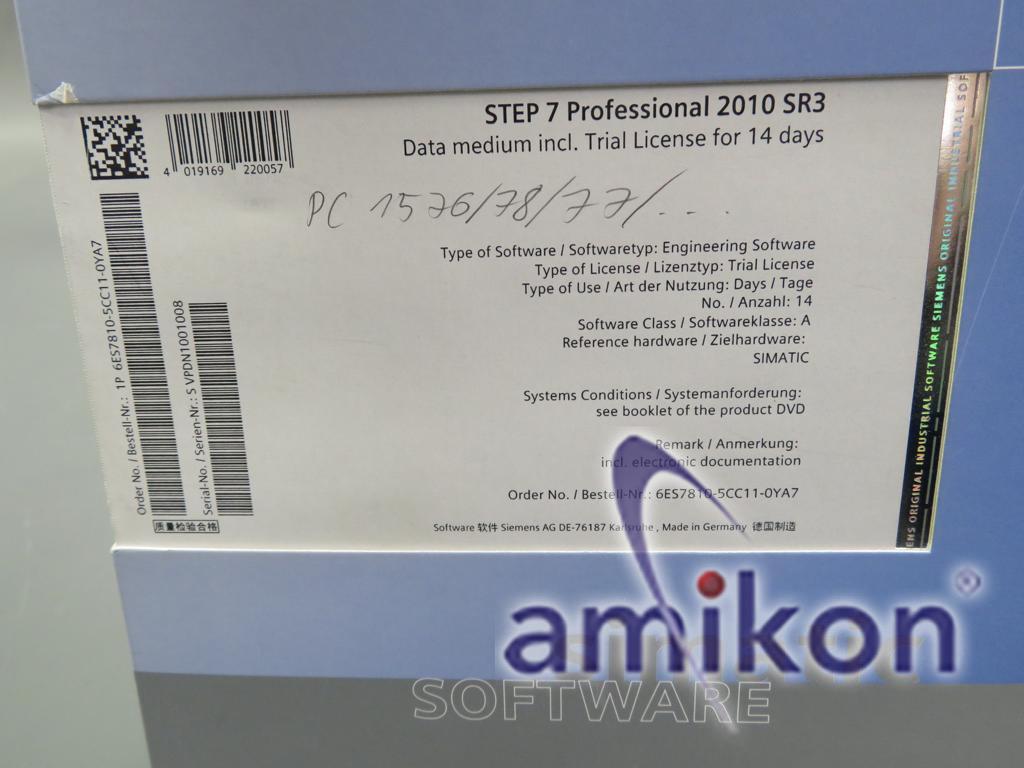 STEP 7 Professional 2010 SR3
Data medium incl. Trial License for 14 days
4 019169 220057
PC 1576/78/77/....
Type of Software / Softwaretyp: Engineering Software
Type of License / Lizenztyp: Trial License
Type of Use / Art der Nutzung: Days / Tage
No. / Anzahl: 14
Software Class / Softwareklasse: A
Reference hardware / Zielhardware:
SIMATIC
Systems Conditions / Systemanforderung:
see booklet of the product DVD
Remark / Anmerkung:
incl. electronic documentation
Order No. / Bestell-Nr.: 6ES7810-5CC11-0YA7
Software 软件 Siemens AG DE-76187 Karlsruhe , Made in Germany 德国制造
Order No. / Bestell-Nr.: 1P 6ES7810-5CC11-0YA7
Serial-No. / Serien-Nr.: S VPDN1001008
质量检验合格
ENS ORIGINAL INDUSTRIAL SOFTWARE SIEMENS ORIGINAL INDUSTRIAL SOF
amikon®
SOFTWARE